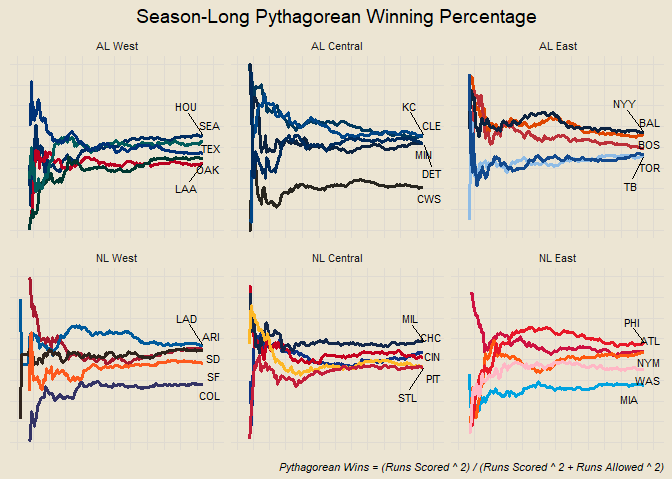 Season-Long Pythagorean Winning Percentage
AL West
AL Central
AL East
HOU
SEA
TEX
OAK
LAA
KC
CLE
MIN
DET
CWS
NYY
BAL
BOS
TOR
TB
NL West
NL Central
NL East
LAD
ARI
SD
SF
COL
MIL
CHC
CIN
PIT
STL
PHI
ATL
NYM
WAS
MIA
Pythagorean Wins = (Runs Scored ^ 2) / (Runs Scored ^ 2 + Runs Allowed ^ 2)